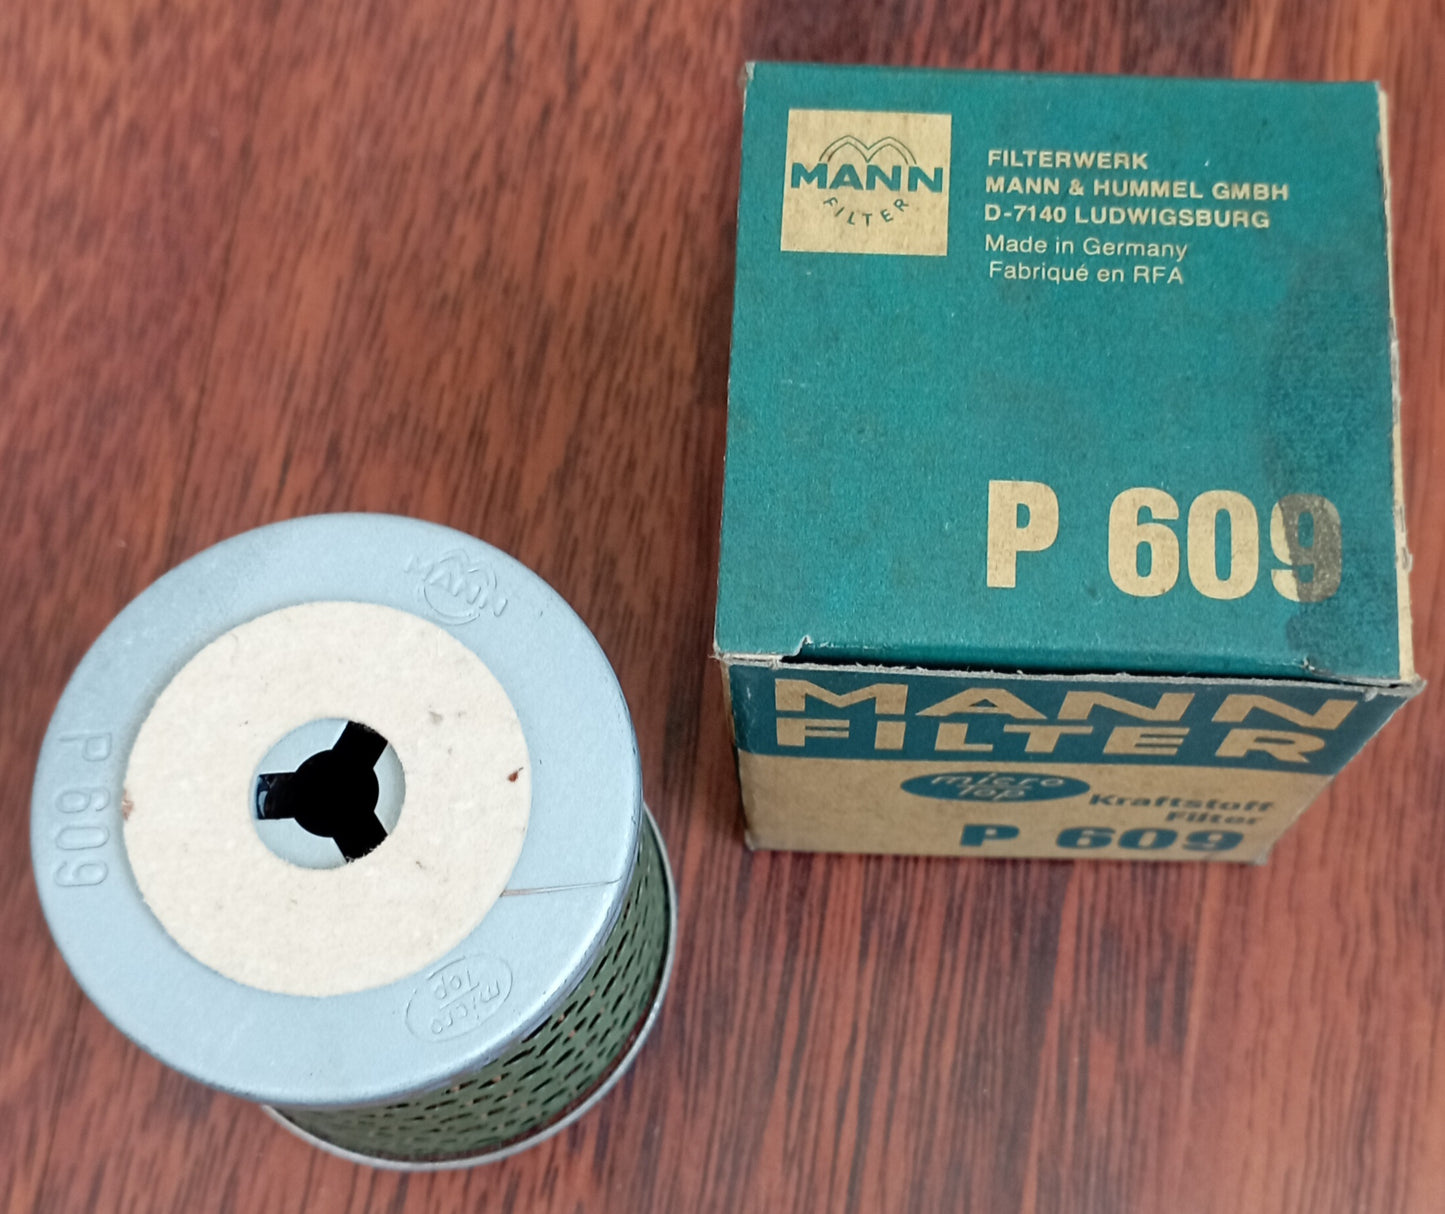 MANN
FILTER
FILTERWERK
MANN & HUMMEL GMBH
D-7140 LUDWIGSBURG
Made in Germany
Fabriqué en RFA
P 609
MANN
FILTER
micro
Top
Kraftstoff
Filter
P 609
MANN
P 609
micro
Top